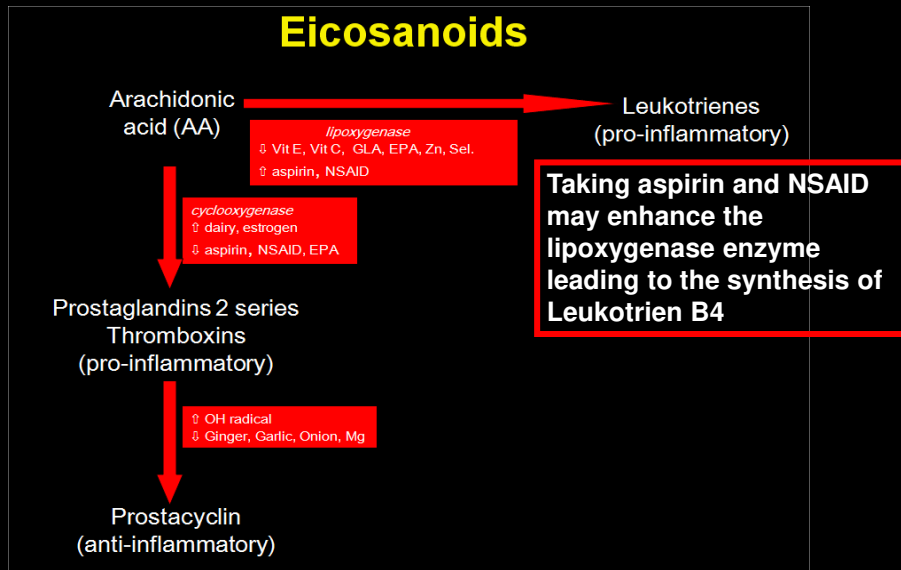 Eicosanoids
Arachidonic
acid (AA)
Leukotrienes
(pro-inflammatory)
lipoxygenase
⇩ Vit E, Vit C, GLA, EPA, Zn, Sel.
⇧ aspirin, NSAID
Taking aspirin and NSAID
may enhance the
lipoxygenase enzyme
leading to the synthesis of
Leukotrien B4
cyclooxygenase
⇧ dairy, estrogen
⇩ aspirin, NSAID, EPA
Prostaglandins 2 series
Thromboxins
(pro-inflammatory)
⇧ OH radical
⇩ Ginger, Garlic, Onion, Mg
Prostacyclin
(anti-inflammatory)